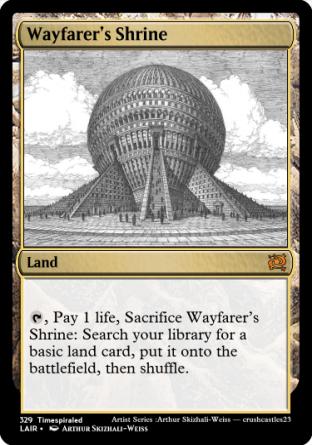 Wayfarer's Shrine
Land
, Pay 1 life, Sacrifice Wayfarer's
Shrine: Search your library for a
basic land card, put it onto the
battlefield, then shuffle.
329 Timespiraled Artist Series :Arthur Skizhali-Weiss — crushcastles23
LAIR • Arthur Skizhali-Weiss